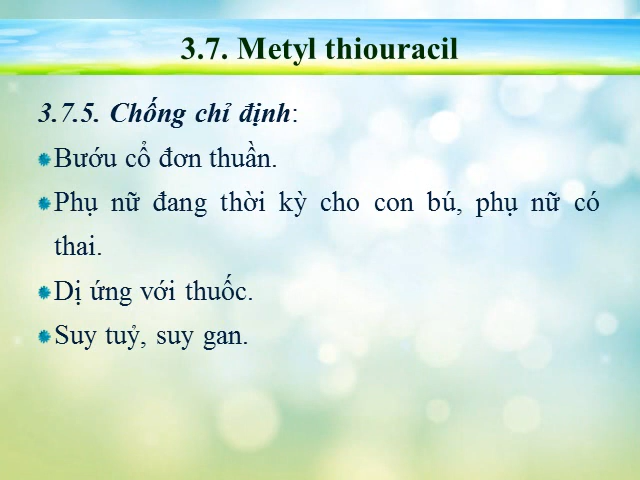 3.7. Metyl thiouracil
3.7.5. Chống chỉ định:
Bướu cổ đơn thuần.
Phụ nữ đang thời kỳ cho con bú, phụ nữ có
thai.
Dị ứng với thuốc.
Suy tuỷ, suy gan.